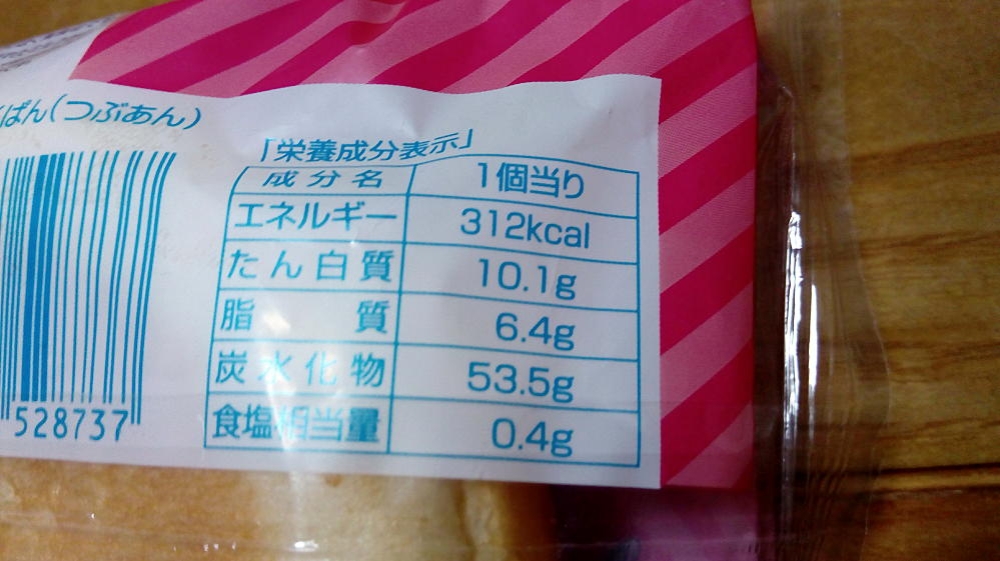 ぱん(つぶあん)
「栄養成分表示」
成分名 1個当り
エネルギー 312kcal
たん白質 10.1g
脂質 6.4g
炭水化物 53.5g
食塩相当量 0.4g
528737